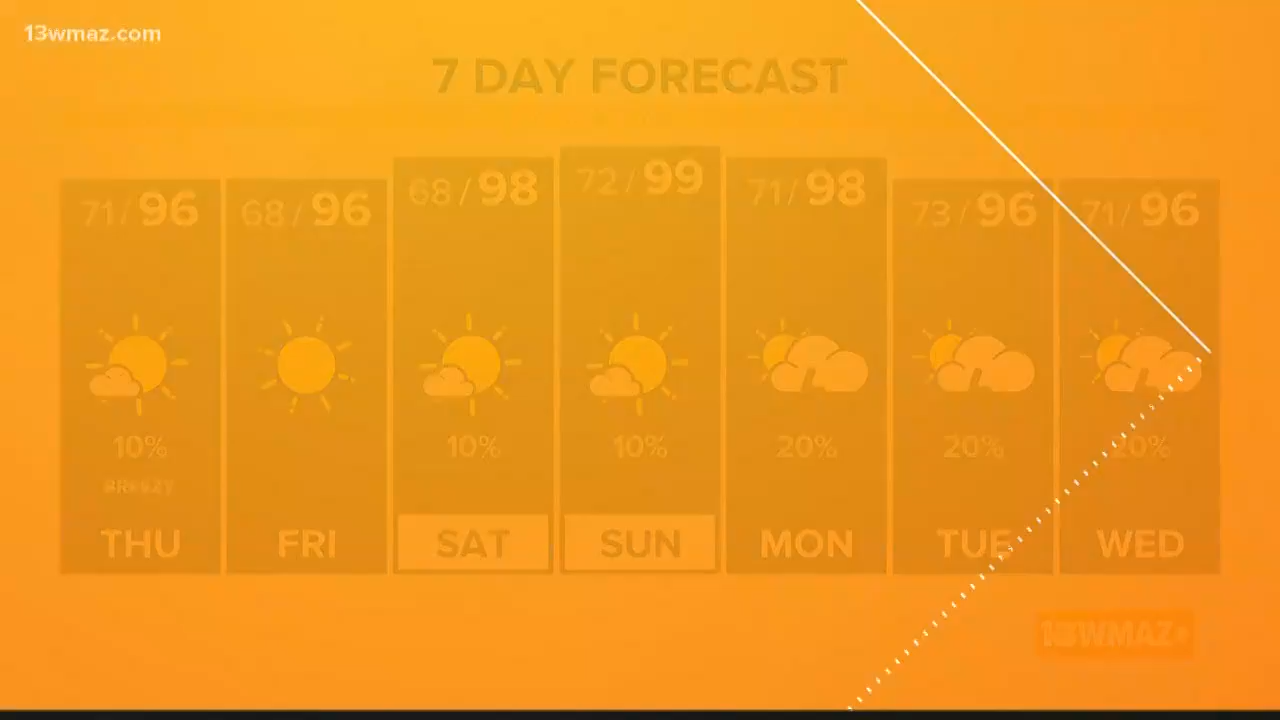 13wmaz.com
7 DAY FORECAST
71/96 68/96 68/98 72/99 71/98 73/96 71/96
10% 10% 10% 20% 20% 20%
BREEZY
THU FRI SAT SUN MON TUE WED
13WMAZ